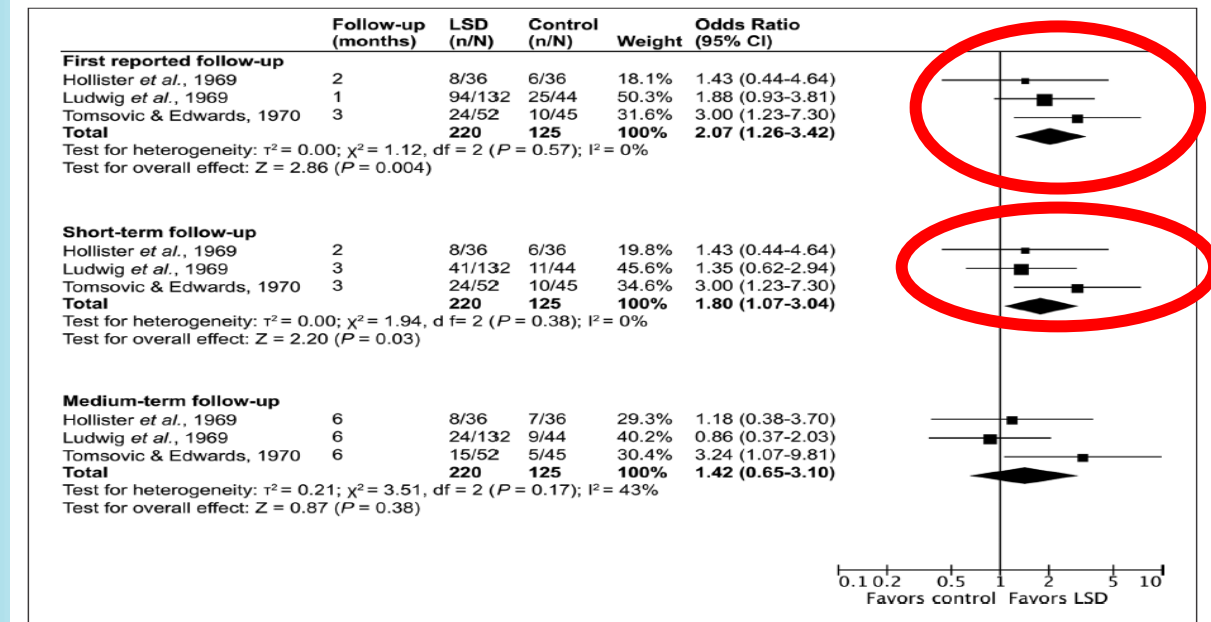 Follow-up LSD Control Odds Ratio
(months) (n/N) (n/N) Weight (95% CI)
First reported follow-up
Hollister et al., 1969 2 8/36 6/36 18.1% 1.43 (0.44-4.64)
Ludwig et al., 1969 1 94/132 25/44 50.3% 1.88 (0.93-3.81)
Tomsovic & Edwards, 1970 3 24/52 10/45 31.6% 3.00 (1.23-7.30)
Total 220 125 100% 2.07 (1.26-3.42)
Test for heterogeneity: τ² = 0.00; χ² = 1.12, df = 2 (P = 0.57); I² = 0%
Test for overall effect: Z = 2.86 (P = 0.004)
Short-term follow-up
Hollister et al., 1969 2 8/36 6/36 19.8% 1.43 (0.44-4.64)
Ludwig et al., 1969 3 41/132 11/44 45.6% 1.35 (0.62-2.94)
Tomsovic & Edwards, 1970 3 24/52 10/45 34.6% 3.00 (1.23-7.30)
Total 220 125 100% 1.80 (1.07-3.04)
Test for heterogeneity: τ² = 0.00; χ² = 1.94, d f= 2 (P = 0.38); I² = 0%
Test for overall effect: Z = 2.20 (P = 0.03)
Medium-term follow-up
Hollister et al., 1969 6 8/36 7/36 29.3% 1.18 (0.38-3.70)
Ludwig et al., 1969 6 24/132 9/44 40.2% 0.86 (0.37-2.03)
Tomsovic & Edwards, 1970 6 15/52 5/45 30.4% 3.24 (1.07-9.81)
Total 220 125 100% 1.42 (0.65-3.10)
Test for heterogeneity: τ² = 0.21; χ² = 3.51, df = 2 (P = 0.17); I² = 43%
Test for overall effect: Z = 0.87 (P = 0.38)
0.1 0.2 0.5 1 2 5 10
Favors control Favors LSD